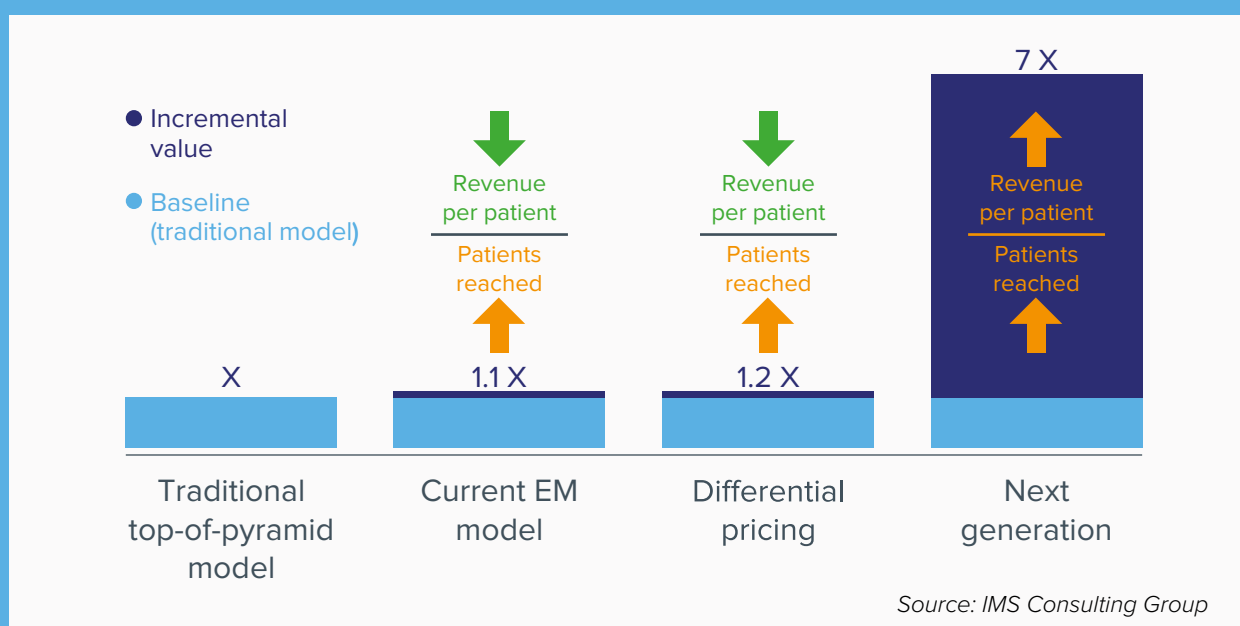 Incremental
value
Baseline
(traditional model)
X
Traditional
top-of-pyramid
model
Revenue
per patient
Patients
reached
1.1 X
Current EM
model
Revenue
per patient
Patients
reached
1.2 X
Differential
pricing
7 X
Revenue
per patient
Patients
reached
Next
generation
Source: IMS Consulting Group